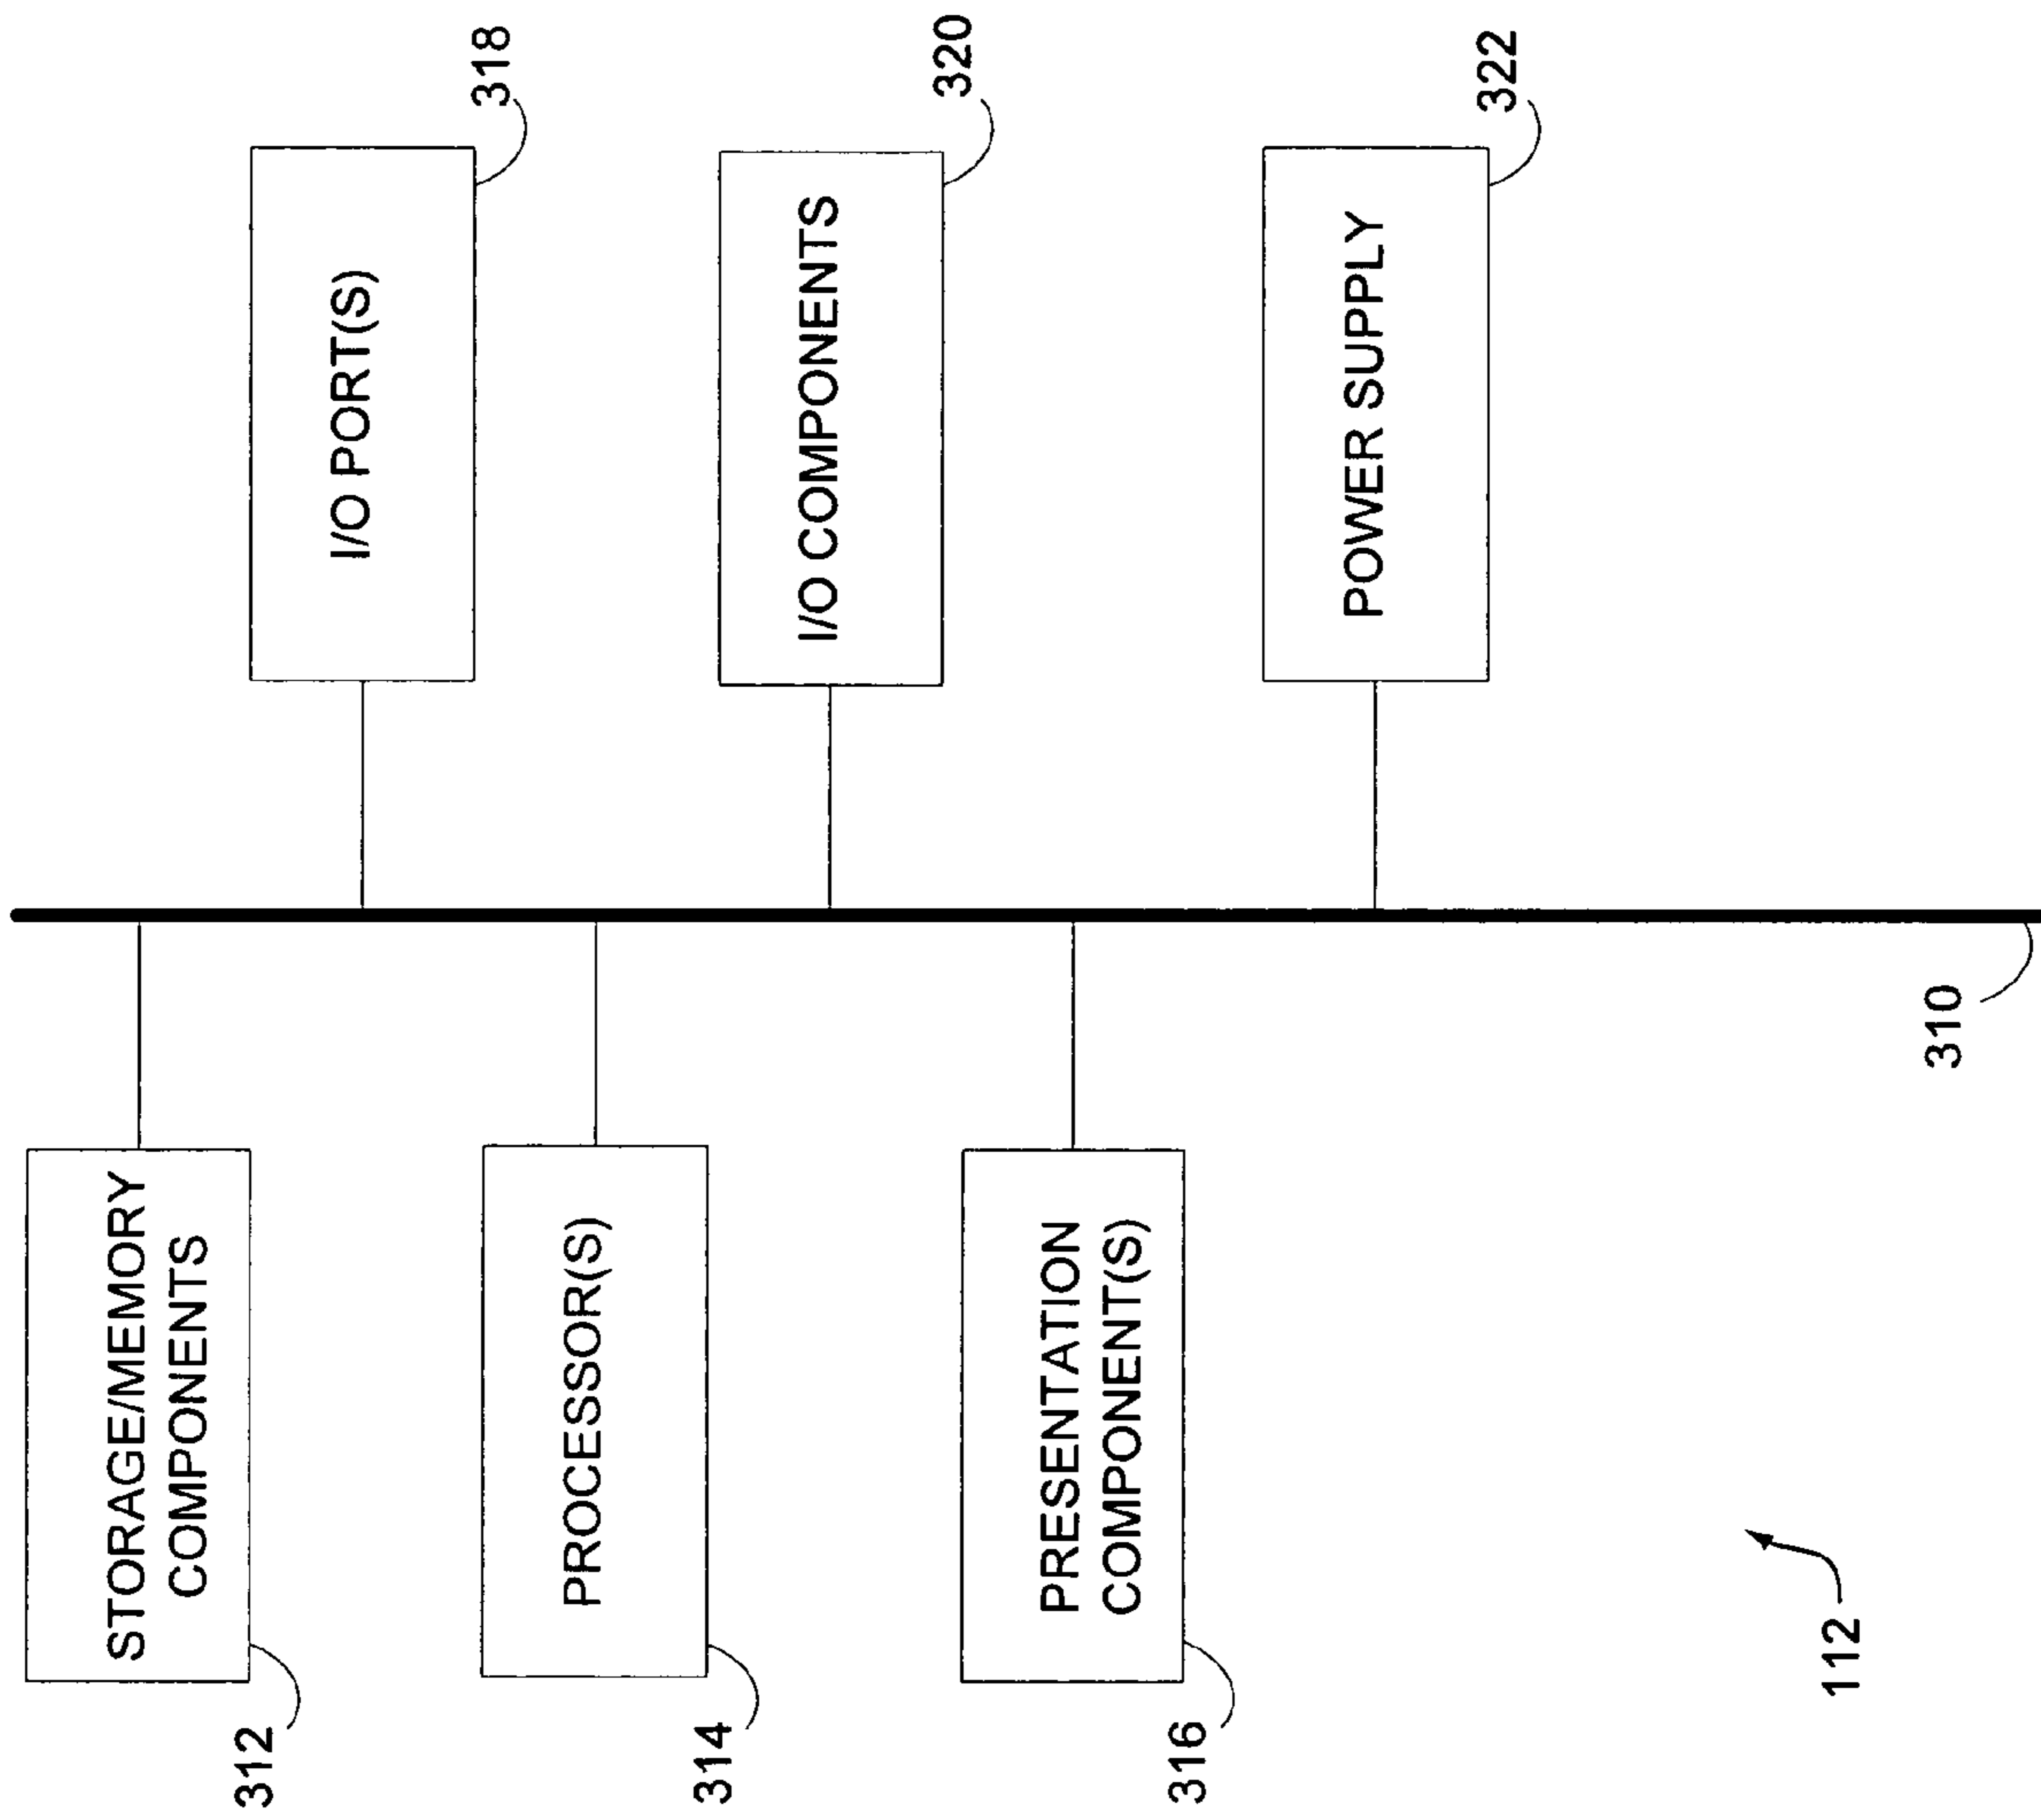 STORAGE/MEMORY
COMPONENTS
312
PROCESSOR(S)
314
PRESENTATION
COMPONENT(S)
316
I/O PORT(S)
318
I/O COMPONENTS
320
POWER SUPPLY
322
310
112